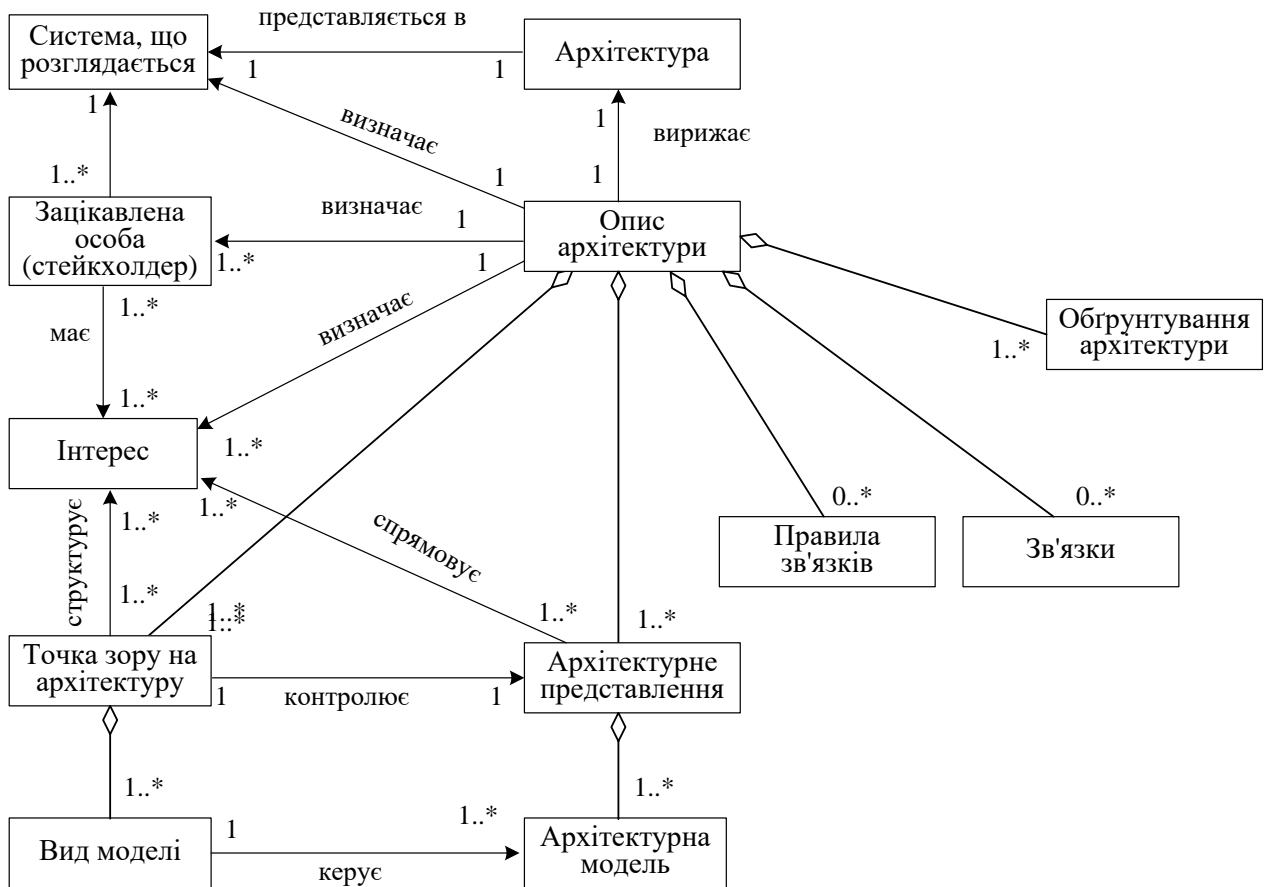 представляється в
Система, що
розглядається
Архітектура
1
1
1
визначає
1
вирижає
1..*
1
1
Зацікавлена
особа
(стейкхолдер)
визначає
1
Опис
архітектури
1..*
1
1..*
має
визначає
Обґрунтування
архітектури
1..*
1..*
Інтерес
1..*
1..*
структурує
1..*
спрямовує
0..*
0..*
Правила
зв'язків
Зв'язки
1..*
1..*
1..*
1..*
1..*
Точка зору на
архітектуру
Архітектурне
представлення
1
контролює
1
1..*
1..*
Вид моделі
1
1..*
Архітектурна
модель
керує